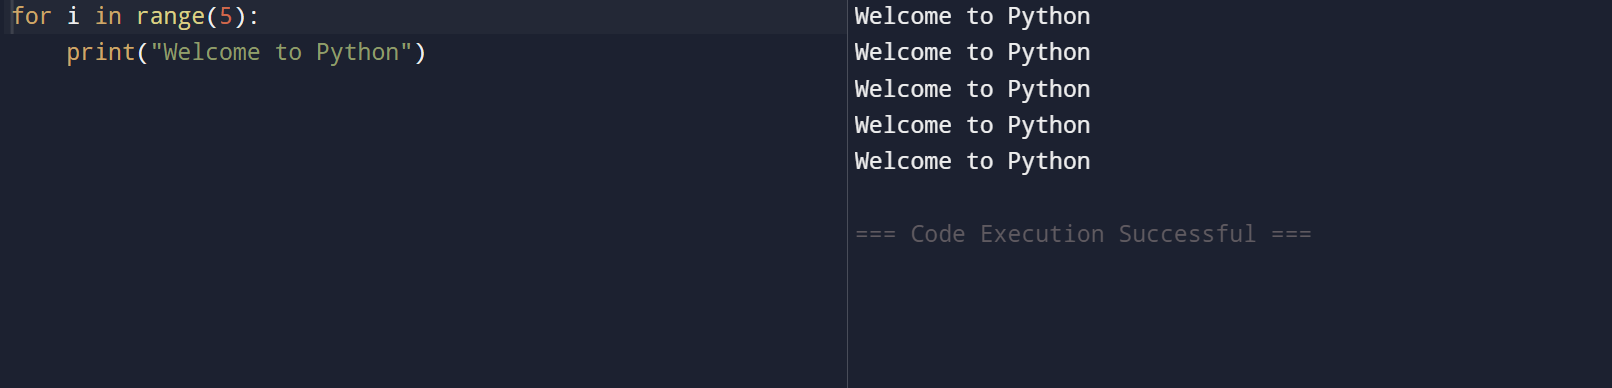 for i in range(5):
    print("Welcome to Python")
Welcome to Python
Welcome to Python
Welcome to Python
Welcome to Python
Welcome to Python
=== Code Execution Successful ===